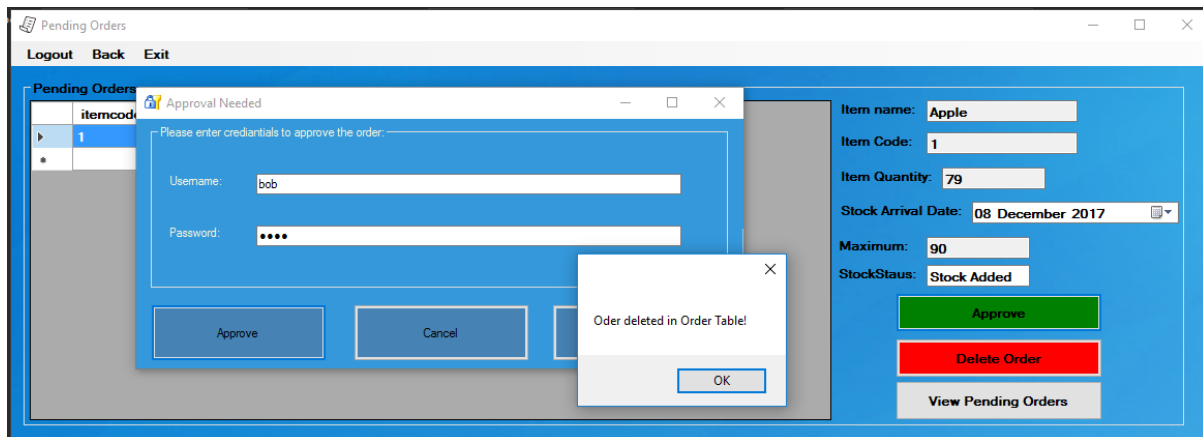 Pending Orders
Logout Back Exit
Pending Orders
itemcod
1
Approval Needed
Please enter crediantials to approve the order:
Username:
bob
Password:
Approve
Cancel
Oder deleted in Order Table!
OK
Item name: Apple
Item Code: 1
Item Quantity: 79
Stock Arrival Date: 08 December 2017
Maximum: 90
StockStaus: Stock Added
Approve
Delete Order
View Pending Orders